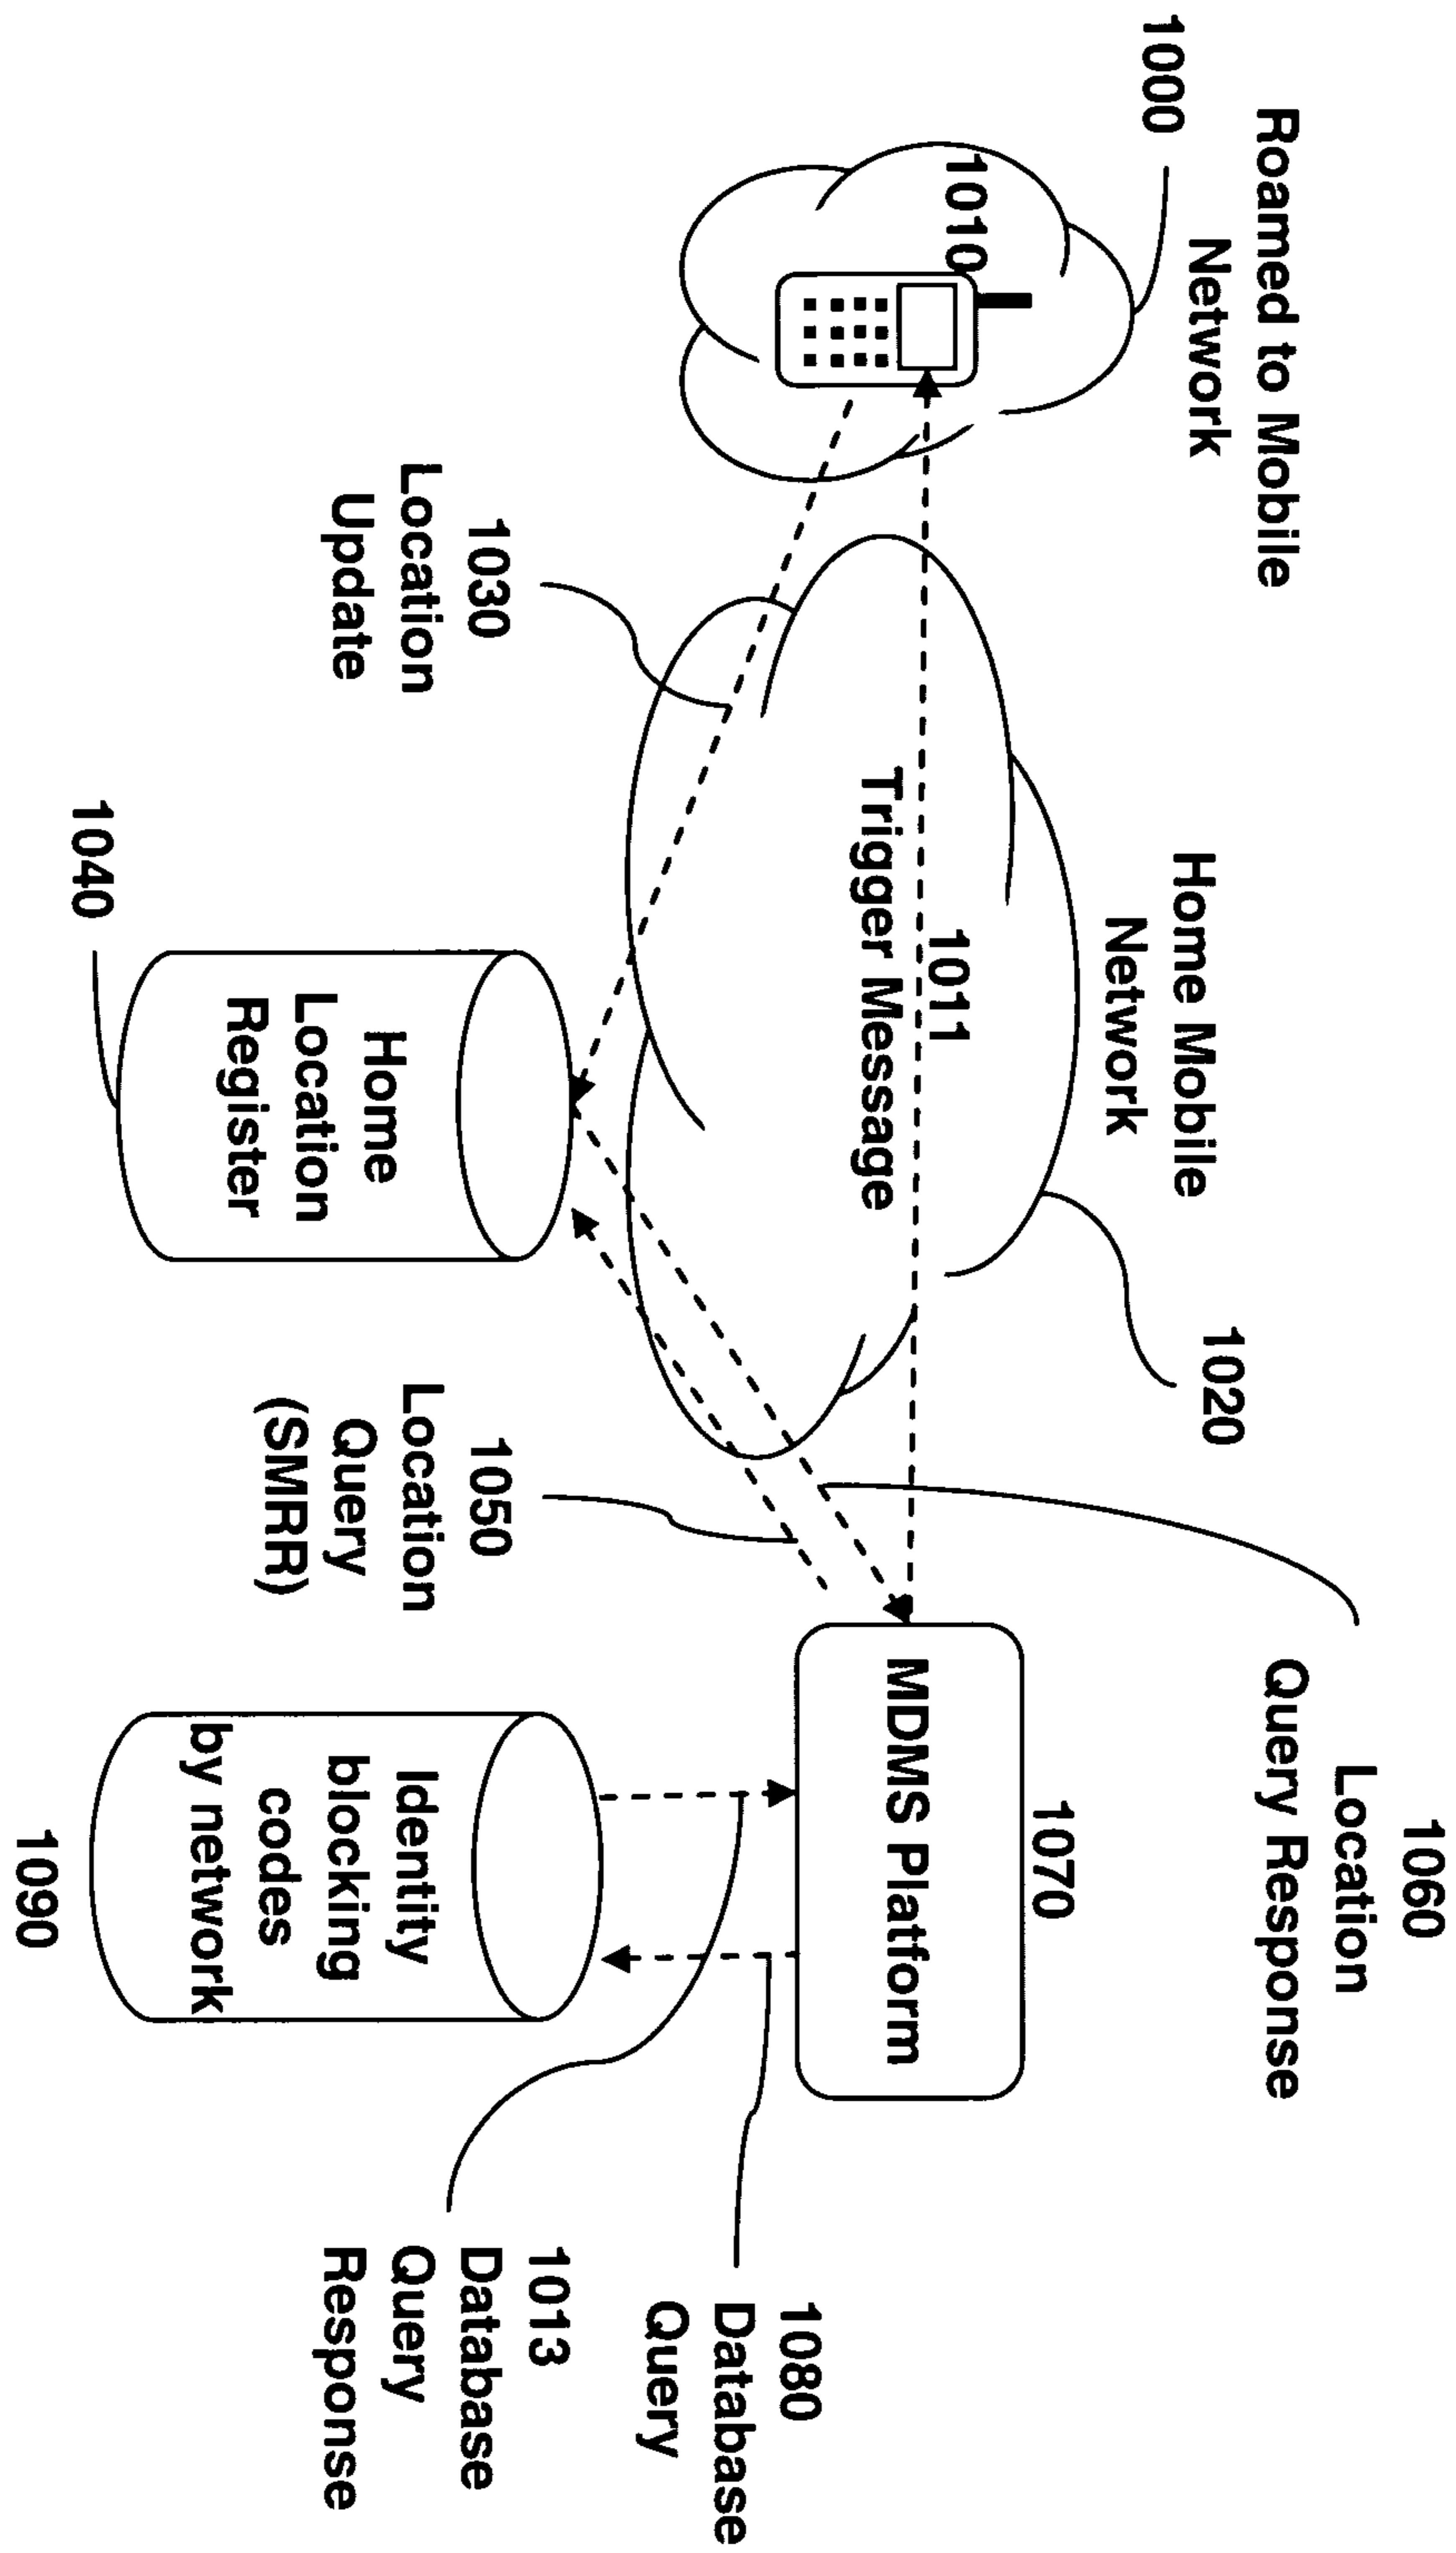 1000
Roamed to Mobile
Network
1010
Home Mobile
Network
1020
1011
Trigger Message
1030
Location
Update
1040
Home
Location
Register
1050
Location
Query
(SMRR)
1060
Location
Query Response
1070
MDMS Platform
Identity
blocking
codes
by network
1090
1080
Database
Query
1013
Database
Query
Response